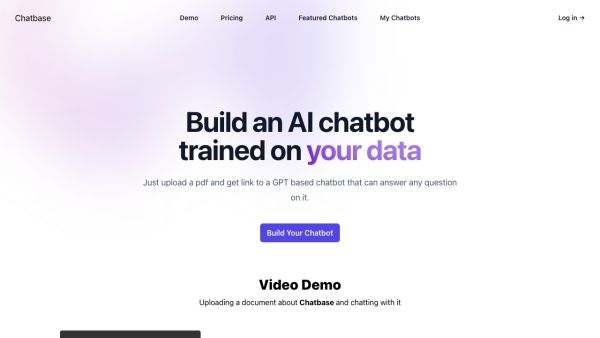 Chatbase Demo Pricing API Featured Chatbots My Chatbots Log in →
Build an AI chatbot
trained on your data
Just upload a pdf and get link to a GPT based chatbot that can answer any question
on it.
Build Your Chatbot
Video Demo
Uploading a document about Chatbase and chatting with it